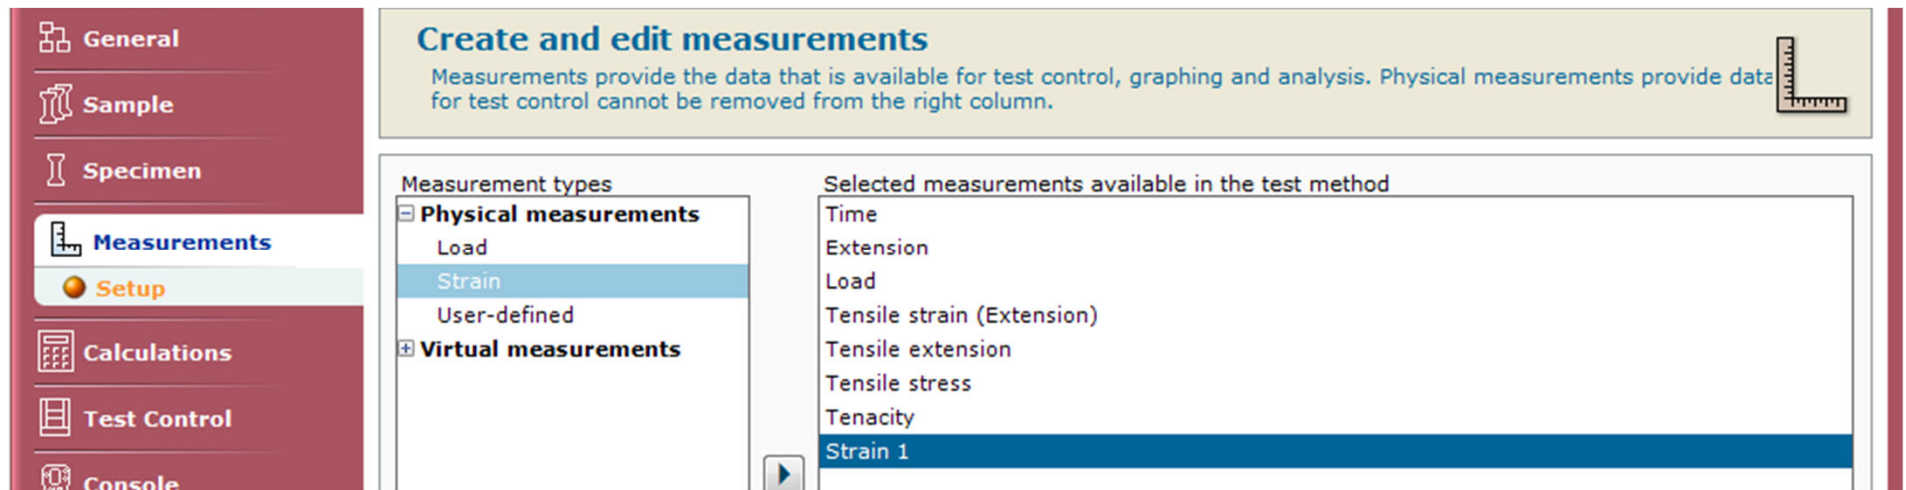 General
Sample
Specimen
Measurements
Setup
Calculations
Test Control
Console
Create and edit measurements
Measurements provide the data that is available for test control, graphing and analysis. Physical measurements provide data
for test control cannot be removed from the right column.
Measurement types
Physical measurements
Load
Strain
User-defined
Virtual measurements
Selected measurements available in the test method
Time
Extension
Load
Tensile strain (Extension)
Tensile extension
Tensile stress
Tenacity
Strain 1